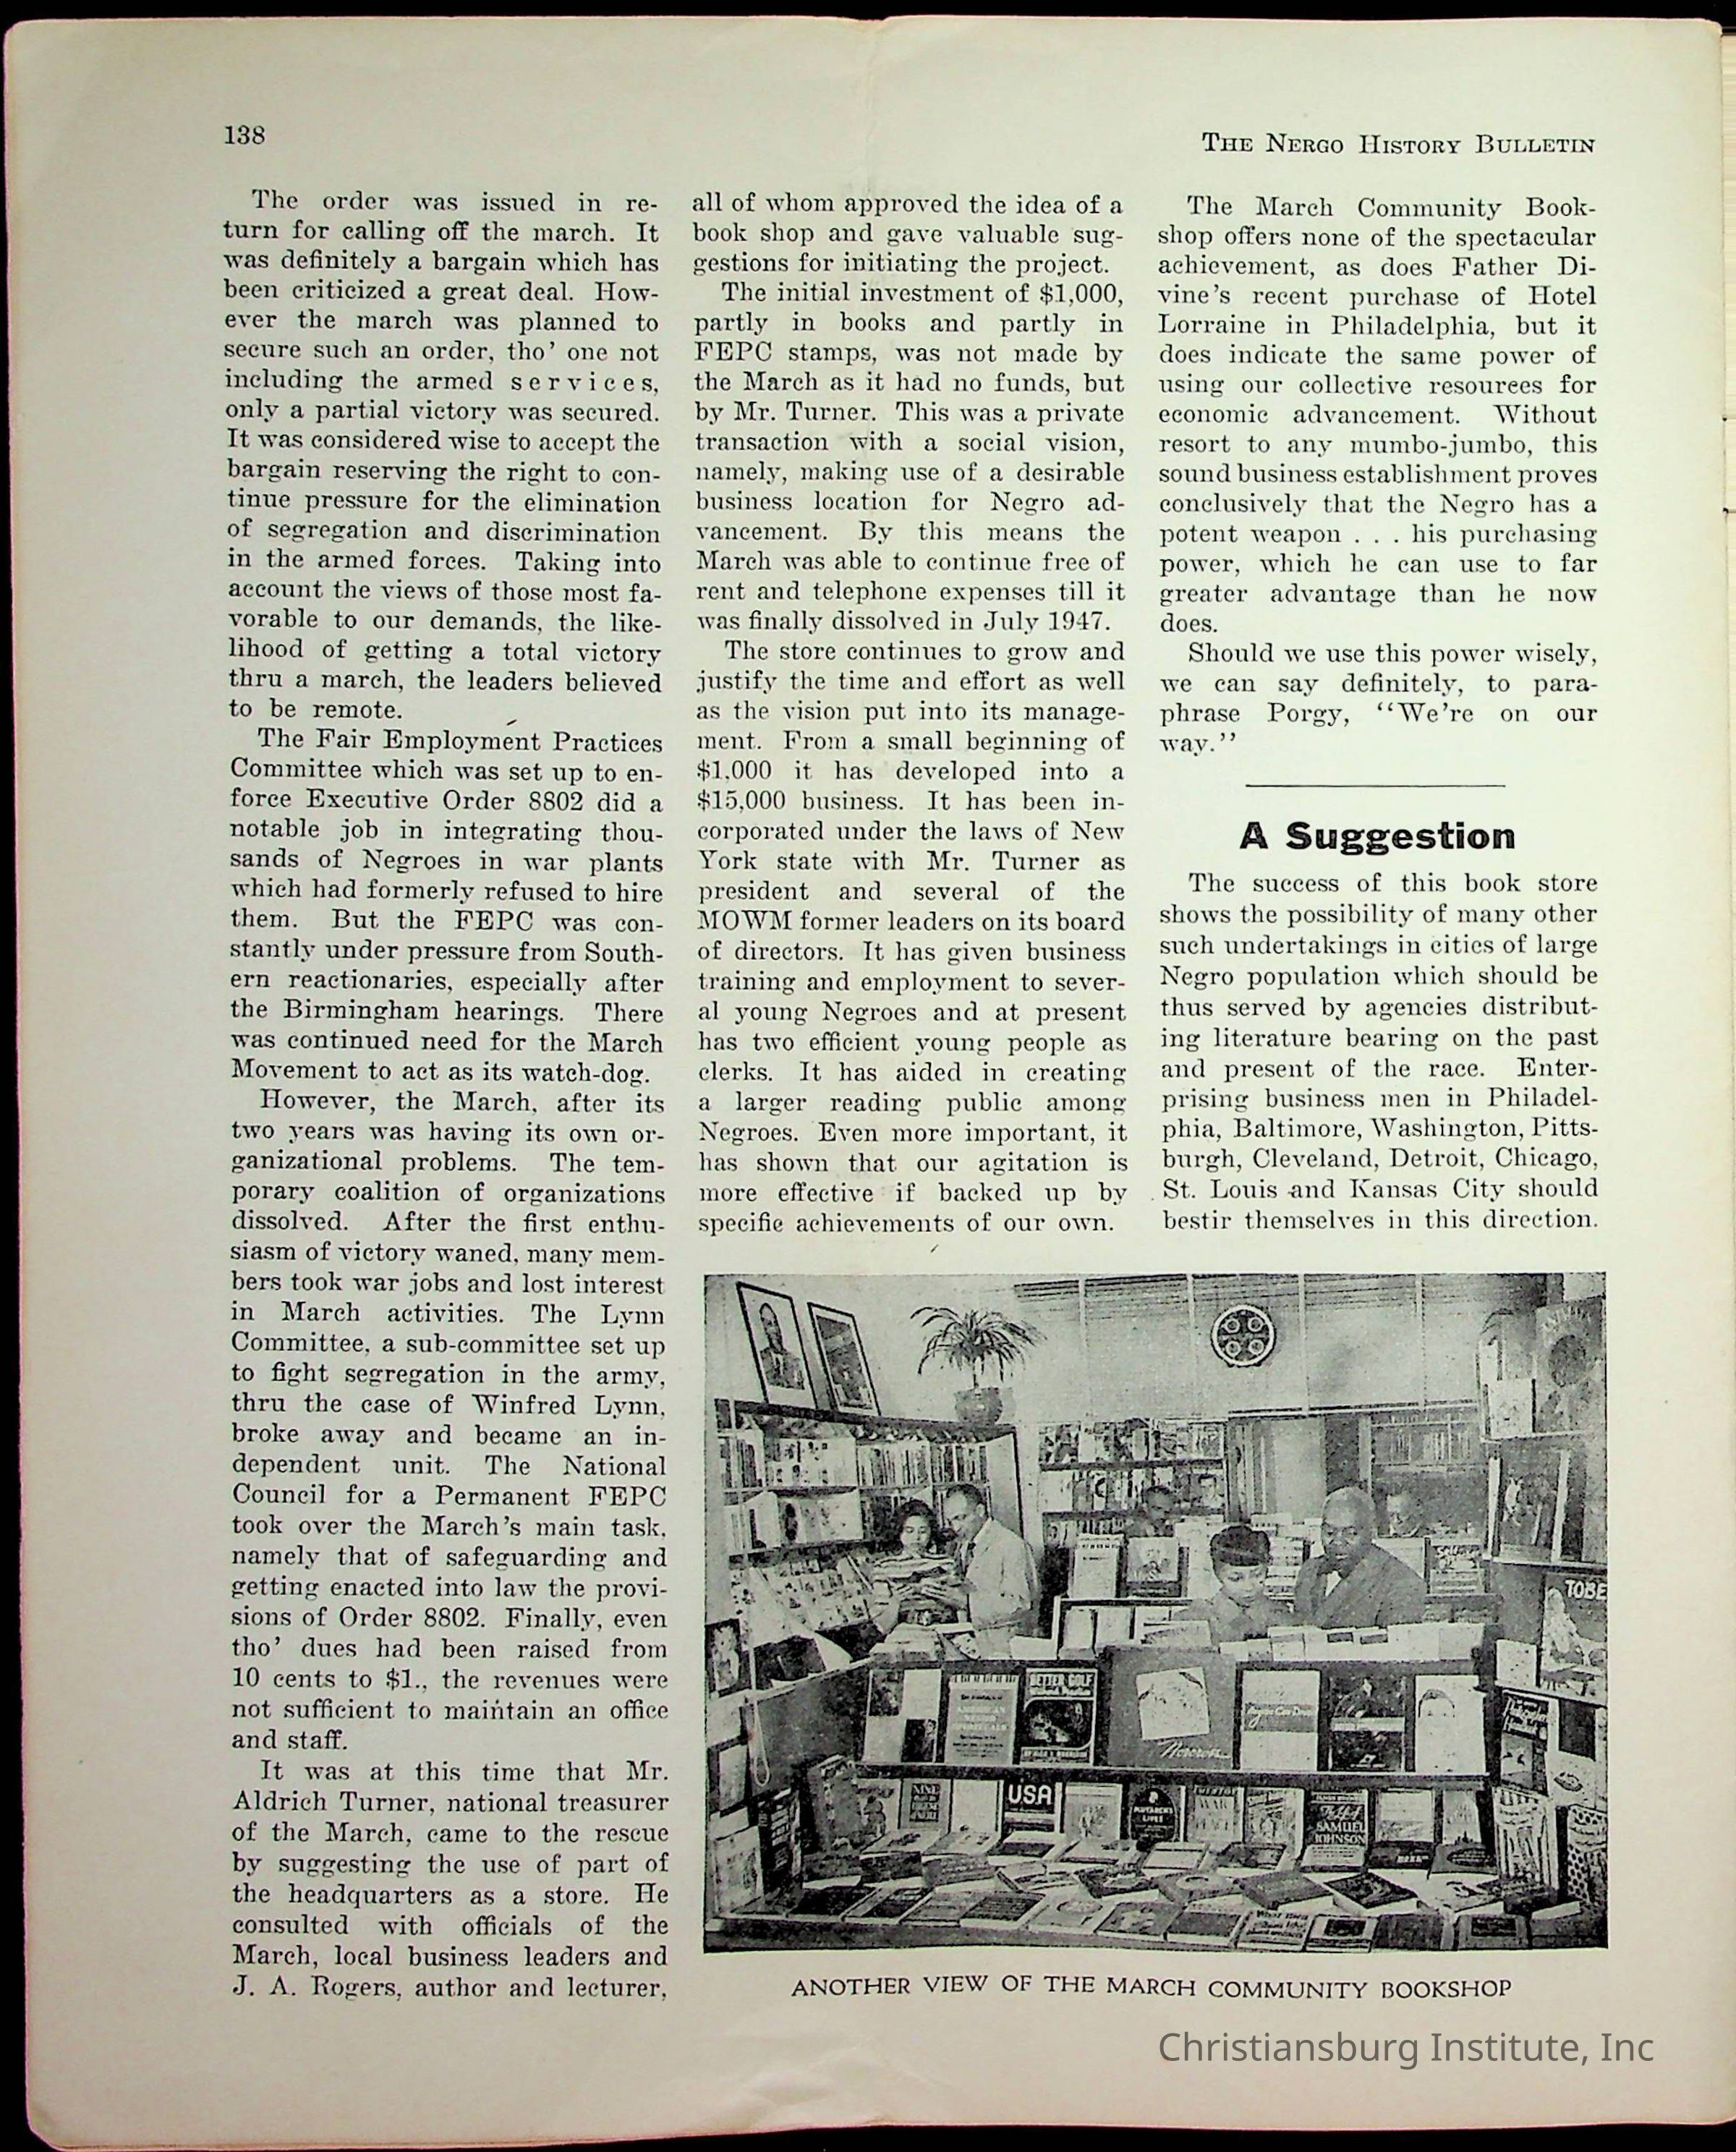 138
THE NERGO HISTORY BULLETIN
The order was issued in re-
turn for calling off the march. It
was definitely a bargain which has
been criticized a great deal. How-
ever the march was planned to
secure such an order, tho' one not
including the armed services,
only a partial victory was secured.
It was considered wise to accept the
bargain reserving the right to con-
tinue pressure for the elimination
of segregation and discrimination
in the armed forces. Taking into
account the views of those most fa-
vorable to our demands, the like-
lihood of getting a total victory
thru a march, the leaders believed
to be remote.
The Fair Employment Practices
Committee which was set up to en-
force Executive Order 8802 did a
notable job in integrating thou-
sands of Negroes in war plants
which had formerly refused to hire
them. But the FEPC was con-
stantly under pressure from South-
ern reactionaries, especially after
the Birmingham hearings. There
was continued need for the March
Movement to act as its watch-dog.
However, the March, after its
two years was having its own or-
ganizational problems. The tem-
porary coalition of organizations
dissolved. After the first enthu-
siasm of victory waned, many mem-
bers took war jobs and lost interest
in March activities. The Lynn
Committee, a sub-committee set up
to fight segregation in the army,
thru the case of Winfred Lynn,
broke away and became an in-
dependent unit. The National
Council for a Permanent FEPC
took over the March's main task,
namely that of safeguarding and
getting enacted into law the provi-
sions of Order 8802. Finally, even
tho' dues had been raised from
10 cents to $1., the revenues were
not sufficient to maintain an office
and staff.
It was at this time that Mr.
Aldrich Turner, national treasurer
of the March, came to the rescue
by suggesting the use of part of
the headquarters as a store. He
consulted with officials of the
March, local business leaders and
J. A. Rogers, author and lecturer,
all of whom approved the idea of a
book shop and gave valuable sug-
gestions for initiating the project.
The initial investment of $1,000,
partly in books and partly in
FEPC stamps, was not made by
the March as it had no funds, but
by Mr. Turner. This was a private
transaction with a social vision,
namely, making use of a desirable
business location for Negro ad-
vancement. By this means the
March was able to continue free of
rent and telephone expenses till it
was finally dissolved in July 1947.
The store continues to grow and
justify the time and effort as well
as the vision put into its manage-
ment. From a small beginning of
$1,000 it has developed into a
$15,000 business. It has been in-
corporated under the laws of New
York state with Mr. Turner as
president and several of the
MOWM former leaders on its board
of directors. It has given business
training and employment to sever-
al young Negroes and at present
has two efficient young people as
clerks. It has aided in creating
a larger reading public among
Negroes. Even more important, it
has shown that our agitation is
more effective if backed up by
specific achievements of our own.
The March Community Book-
shop offers none of the spectacular
achievement, as does Father Di-
vine's recent purchase of Hotel
Lorraine in Philadelphia, but it
does indicate the same power of
using our collective resources for
economic advancement. Without
resort to any mumbo-jumbo, this
sound business establishment proves
conclusively that the Negro has a
potent weapon . . . his purchasing
power, which he can use to far
greater advantage than he now
does.
Should we use this power wisely,
we can say definitely, to para-
phrase Porgy, "We're on our
way."
A Suggestion
The success of this book store
shows the possibility of many other
such undertakings in cities of large
Negro population which should be
thus served by agencies distribut-
ing literature bearing on the past
and present of the race. Enter-
prising business men in Philadel-
phia, Baltimore, Washington, Pitts-
burgh, Cleveland, Detroit, Chicago,
St. Louis and Kansas City should
bestir themselves in this direction.
TOBE
BETTER GOLF
Norcross
USA
SAMUEL
JOHNSON
ANOTHER VIEW OF THE MARCH COMMUNITY BOOKSHOP
Christiansburg Institute, Inc